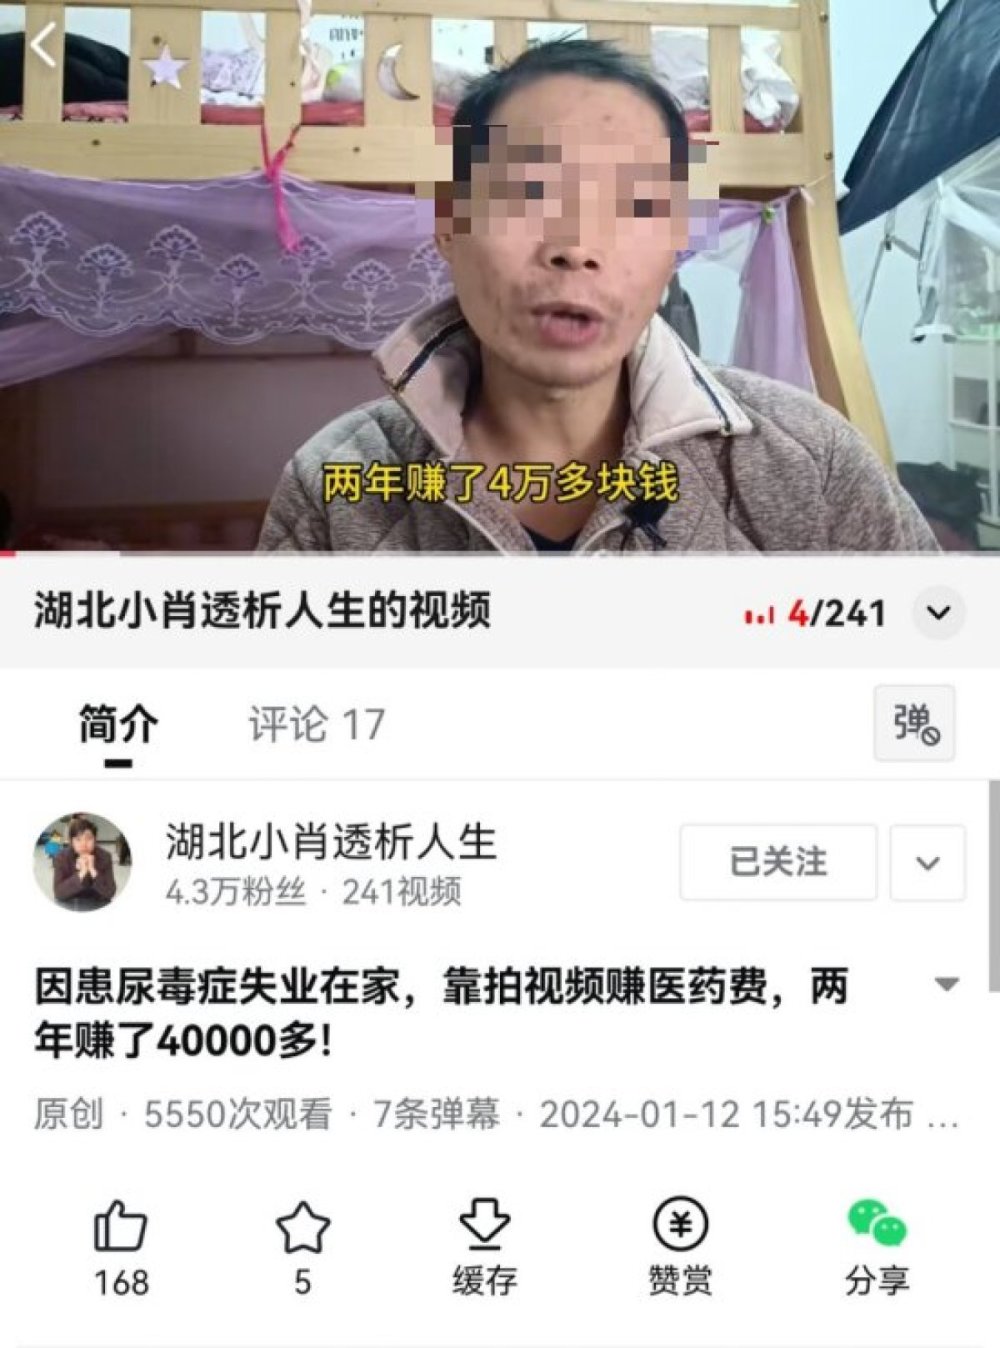 两年赚了4万多块钱
湖北小肖透析人生的视频
4/241
简介
评论 17
弹
湖北小肖透析人生
4.3万粉丝 · 241视频
已关注
因患尿毒症失业在家，靠拍视频赚医药费，两
年赚了40000多！
原创 · 5550次观看 · 7条弹幕 · 2024-01-12 15:49发布 ...
168
5
缓存
赞赏
分享